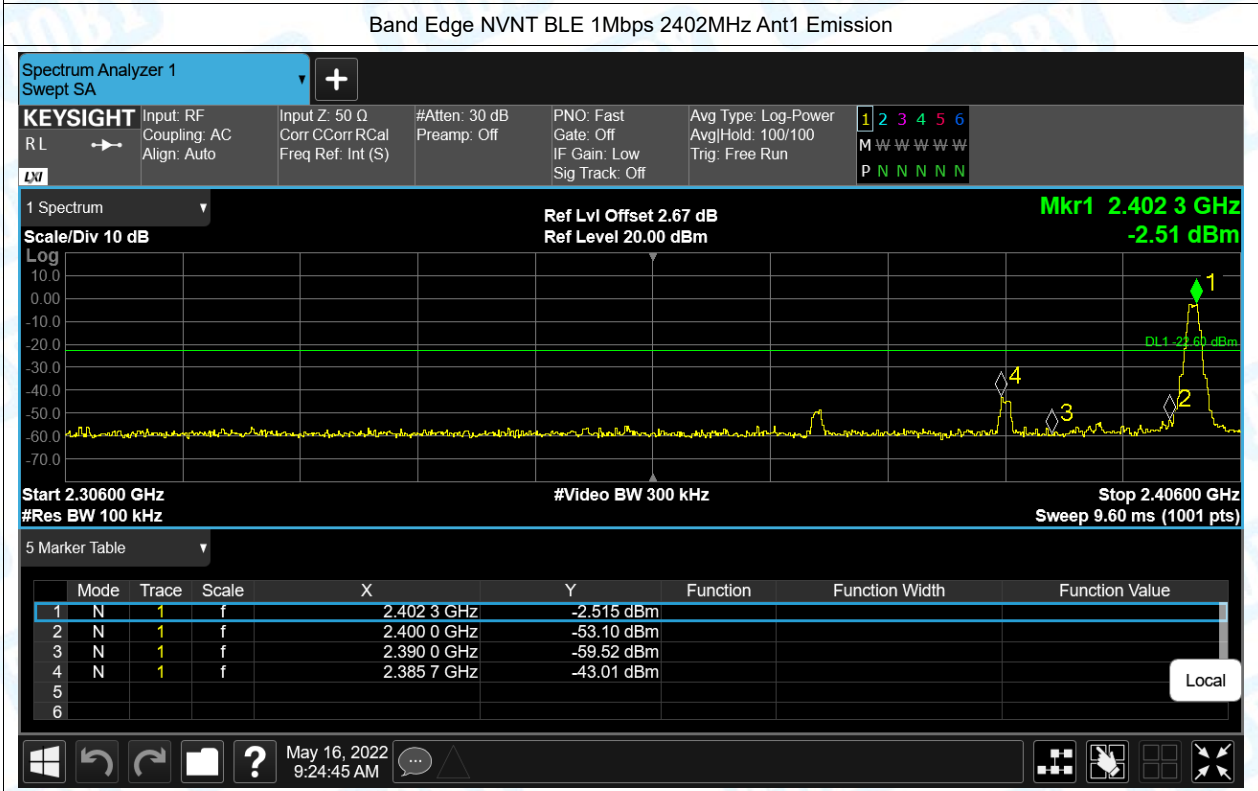 Band Edge NVNT BLE 1Mbps 2402MHz Ant1 Emission
Spectrum Analyzer 1
Swept SA
KEYSIGHT
R L
LXI
Input: RF
Coupling: AC
Align: Auto
Input Z: 50 Ω
Corr CCorr RCal
Freq Ref: Int (S)
#Atten: 30 dB
Preamp: Off
PNO: Fast
Gate: Off
IF Gain: Low
Sig Track: Off
Avg Type: Log-Power
Avg|Hold: 100/100
Trig: Free Run
1 2 3 4 5 6
M W W W W W
P N N N N N
1 Spectrum
Scale/Div 10 dB
Ref Lvl Offset 2.67 dB
Ref Level 20.00 dBm
Mkr1 2.402 3 GHz
-2.51 dBm
Log
10.0
0.00
-10.0
-20.0
-30.0
-40.0
-50.0
-60.0
-70.0
1
DL1 -22.60 dBm
4
2
3
Start 2.30600 GHz
#Video BW 300 kHz
Stop 2.40600 GHz
#Res BW 100 kHz
Sweep 9.60 ms (1001 pts)
5 Marker Table
Mode Trace Scale X Y Function Function Width Function Value
1 N 1 f 2.402 3 GHz -2.515 dBm
2 N 1 f 2.400 0 GHz -53.10 dBm
3 N 1 f 2.390 0 GHz -59.52 dBm
4 N 1 f 2.385 7 GHz -43.01 dBm
5
6
Local
?
May 16, 2022
9:24:45 AM